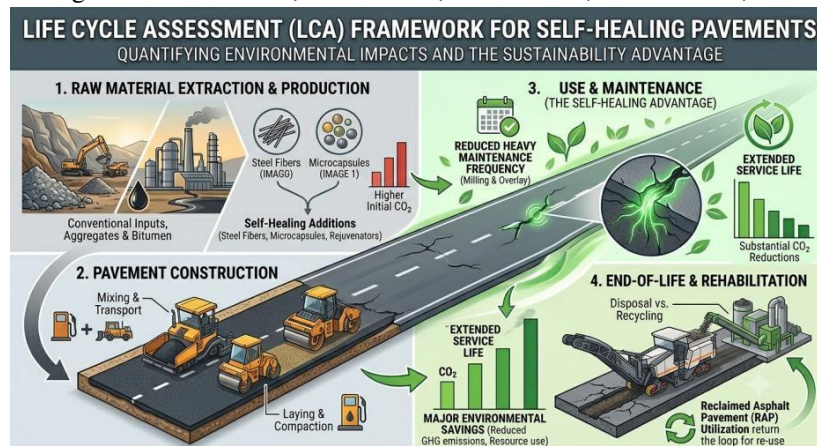 LIFE CYCLE ASSESSMENT (LCA) FRAMEWORK FOR SELF-HEALING PAVEMENTS
QUANTIFYING ENVIRONMENTAL IMPACTS AND THE SUSTAINABILITY ADVANTAGE
1. RAW MATERIAL EXTRACTION & PRODUCTION
Steel Fibers
(IMAGG)
Microcapsules
(IMAGE 1)
Higher
Initial CO₂
Conventional Inputs,
Aggregates & Bitumen
Self-Healing Additions
(Steel Fibers, Microcapsules, Rejuvenators)
2. PAVEMENT CONSTRUCTION
Mixing &
Transport
Laying &
Compaction
3. USE & MAINTENANCE
(THE SELF-HEALING ADVANTAGE)
REDUCED HEAVY
MAINTENANCE
FREQUENCY
(Milling & Overlay)
EXTENDED
SERVICE LIFE
Substantial CO₂
Reductions
EXTENDED
SERVICE LIFE
CO₂
MAJOR ENVIRONMENTAL
SAVINGS (Reduced
GHG emissions, Resource use)
4. END-OF-LIFE & REHABILITATION
Disposal vs.
Recycling
Reclaimed Asphalt
Pavement (RAP)
Utilization return
the loop for re-use